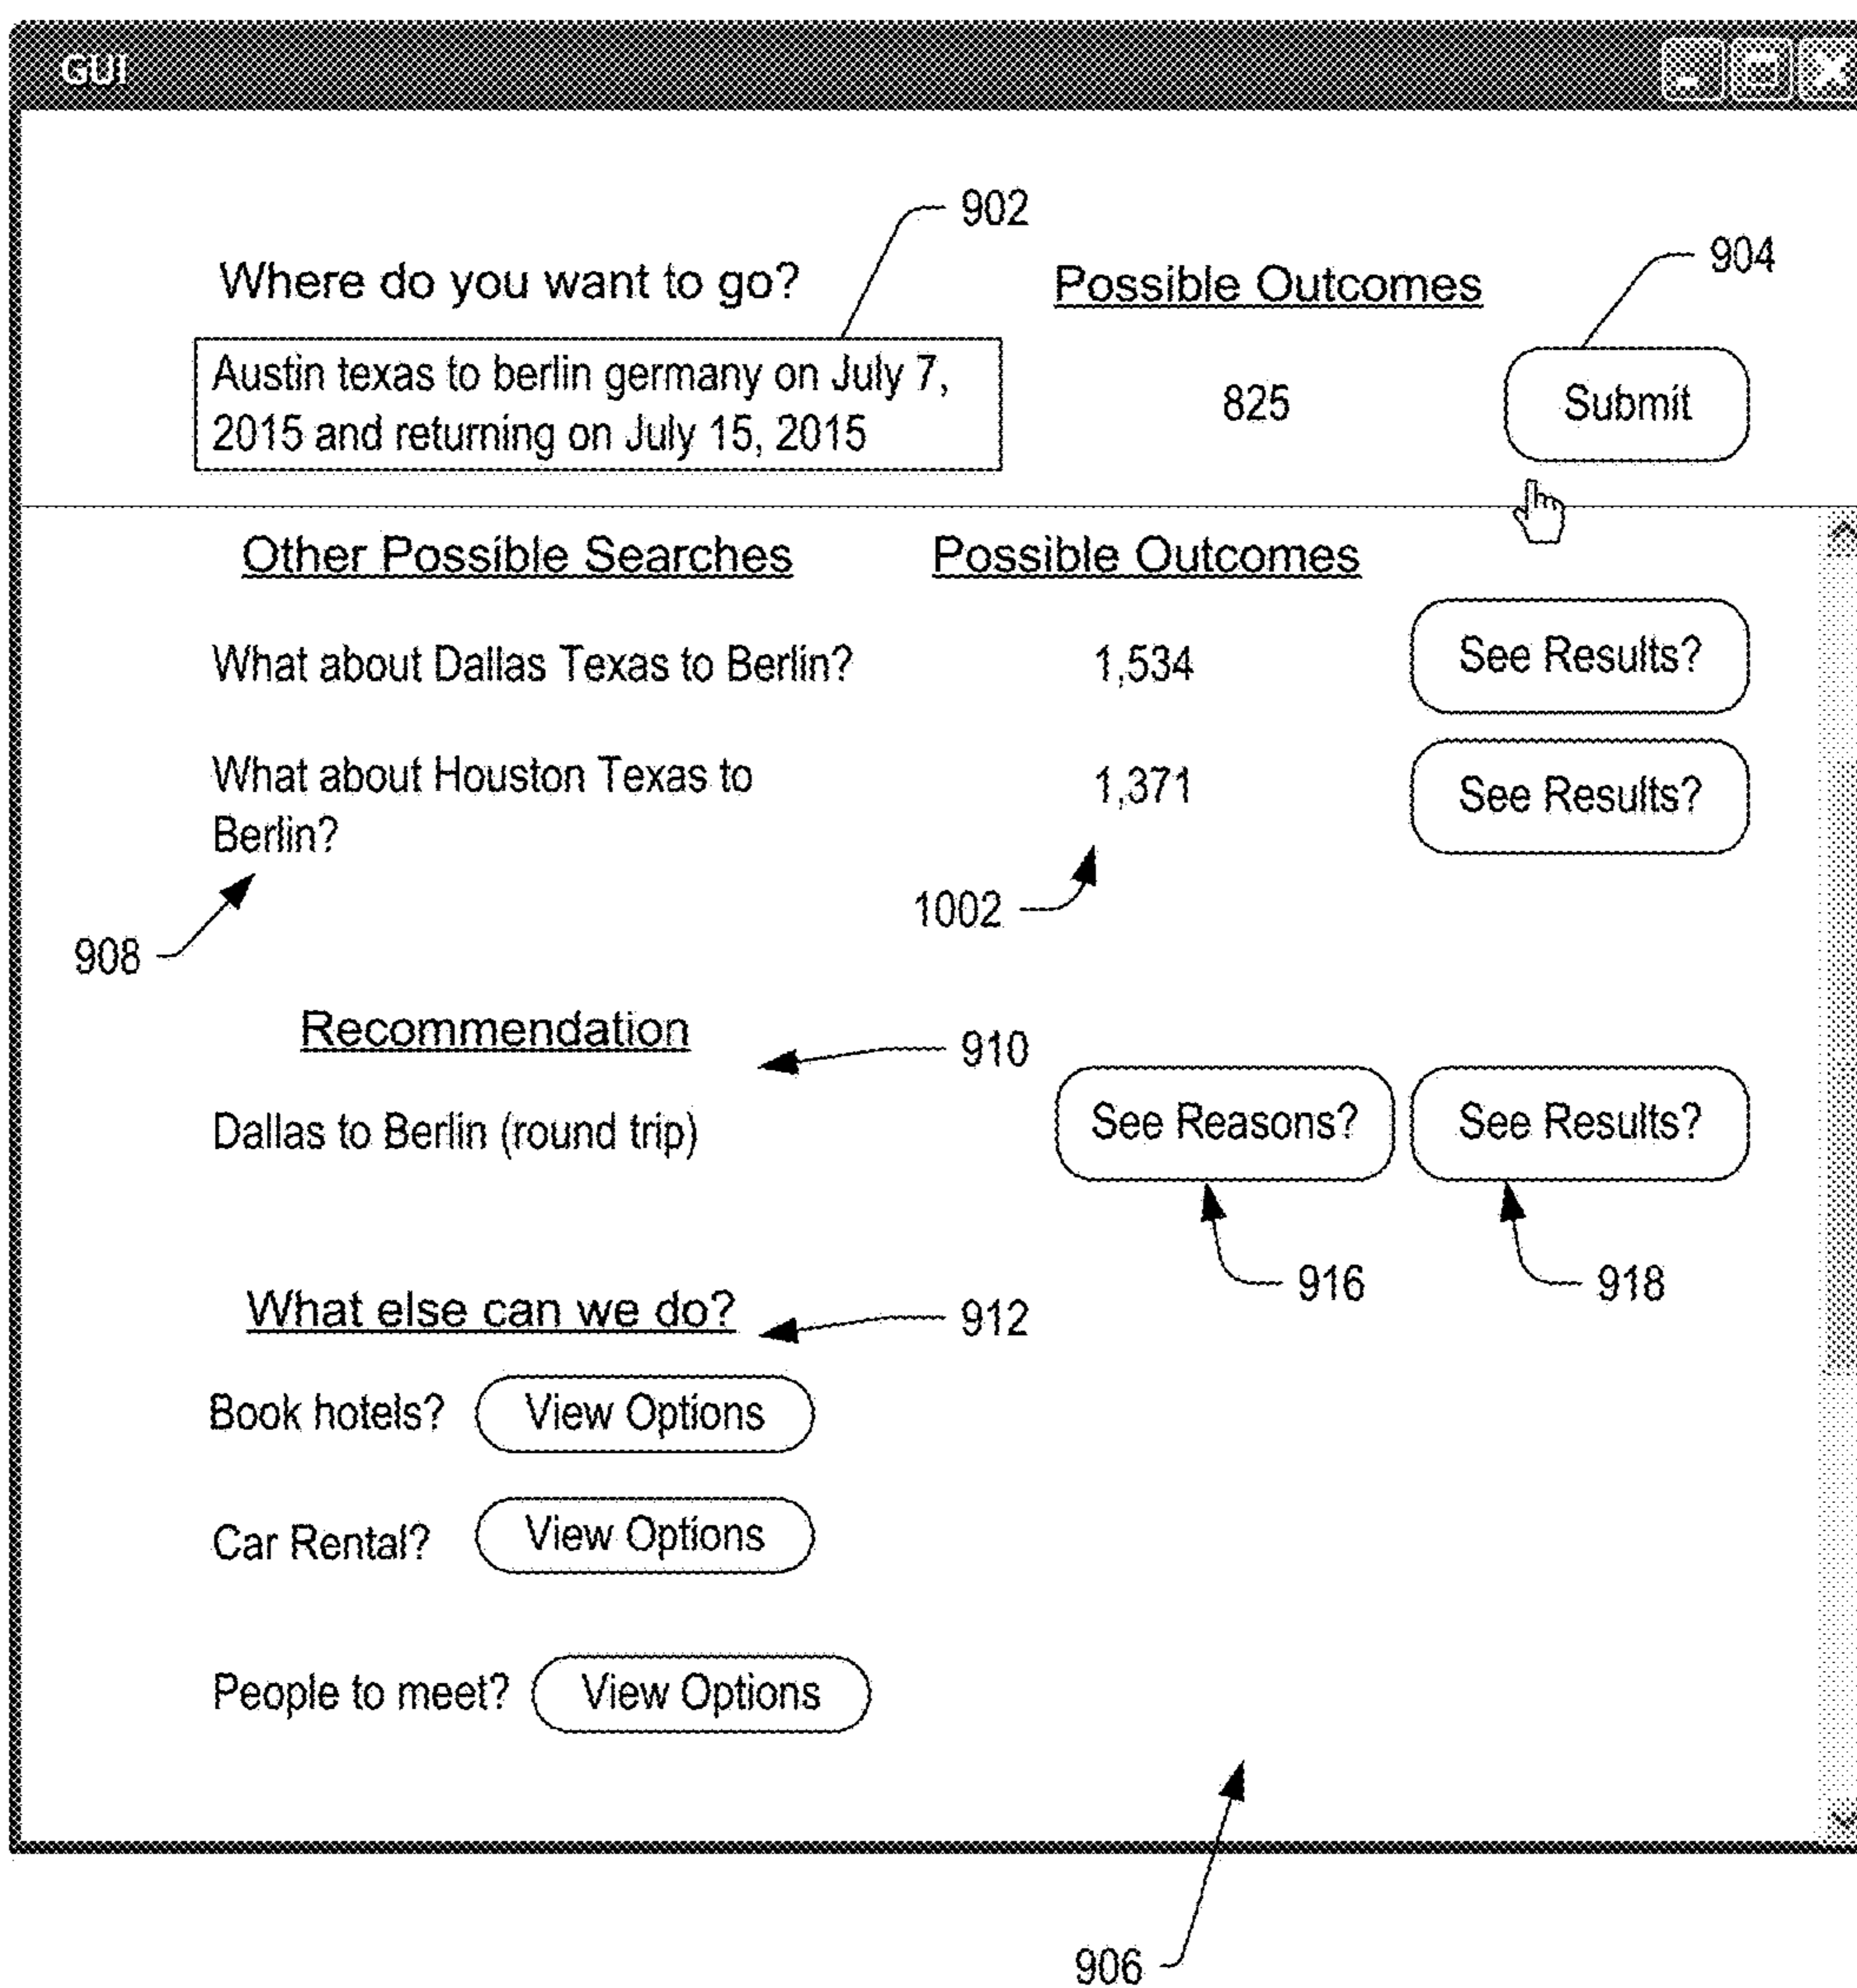 GUI
902
904
Where do you want to go?
Possible Outcomes
Austin texas to berlin germany on July 7,
2015 and returning on July 15, 2015
825
Submit
Other Possible Searches
Possible Outcomes
What about Dallas Texas to Berlin?
1,534
See Results?
What about Houston Texas to
Berlin?
1,371
See Results?
1002
908
Recommendation
910
Dallas to Berlin (round trip)
See Reasons?
See Results?
916
918
What else can we do?
912
Book hotels?
View Options
Car Rental?
View Options
People to meet?
View Options
906